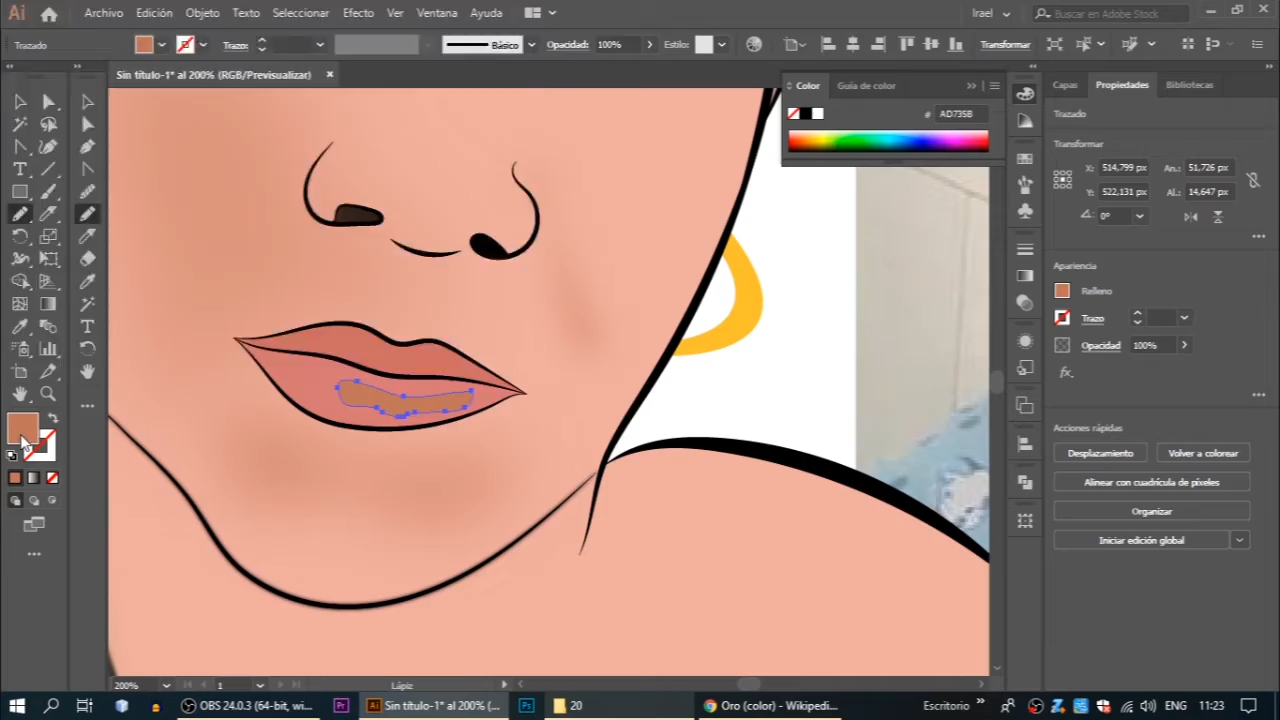 Ai
Archivo Edición Objeto Texto Seleccionar Efecto Ver Ventana Ayuda
Irael
Buscar en Adobe Stock
Trazado
Trazo:
Básico
Opacidad: 100%
Estilo:
Transformar
Sin título-1* al 200% (RGB/Previsualizar)
Color
Guía de color
# AD735B
Capas
Propiedades
Bibliotecas
Trazado
Transformar
X: 514,799 px
An.: 51,726 px
Y: 522,131 px
Al.: 14,647 px
0°
Apariencia
Relleno
Trazo
Opacidad 100%
fx.
Acciones rápidas
Desplazamiento
Volver a colorear
Alinear con cuadrícula de píxeles
Organizar
Iniciar edición global
200%
1
Lápiz
OBS 24.0.3 (64-bit, wi...
Pr
Ai
Sin título-1* al 200% (...
Ps
20
Oro (color) - Wikipedi...
Escritorio
»
ENG
11:23